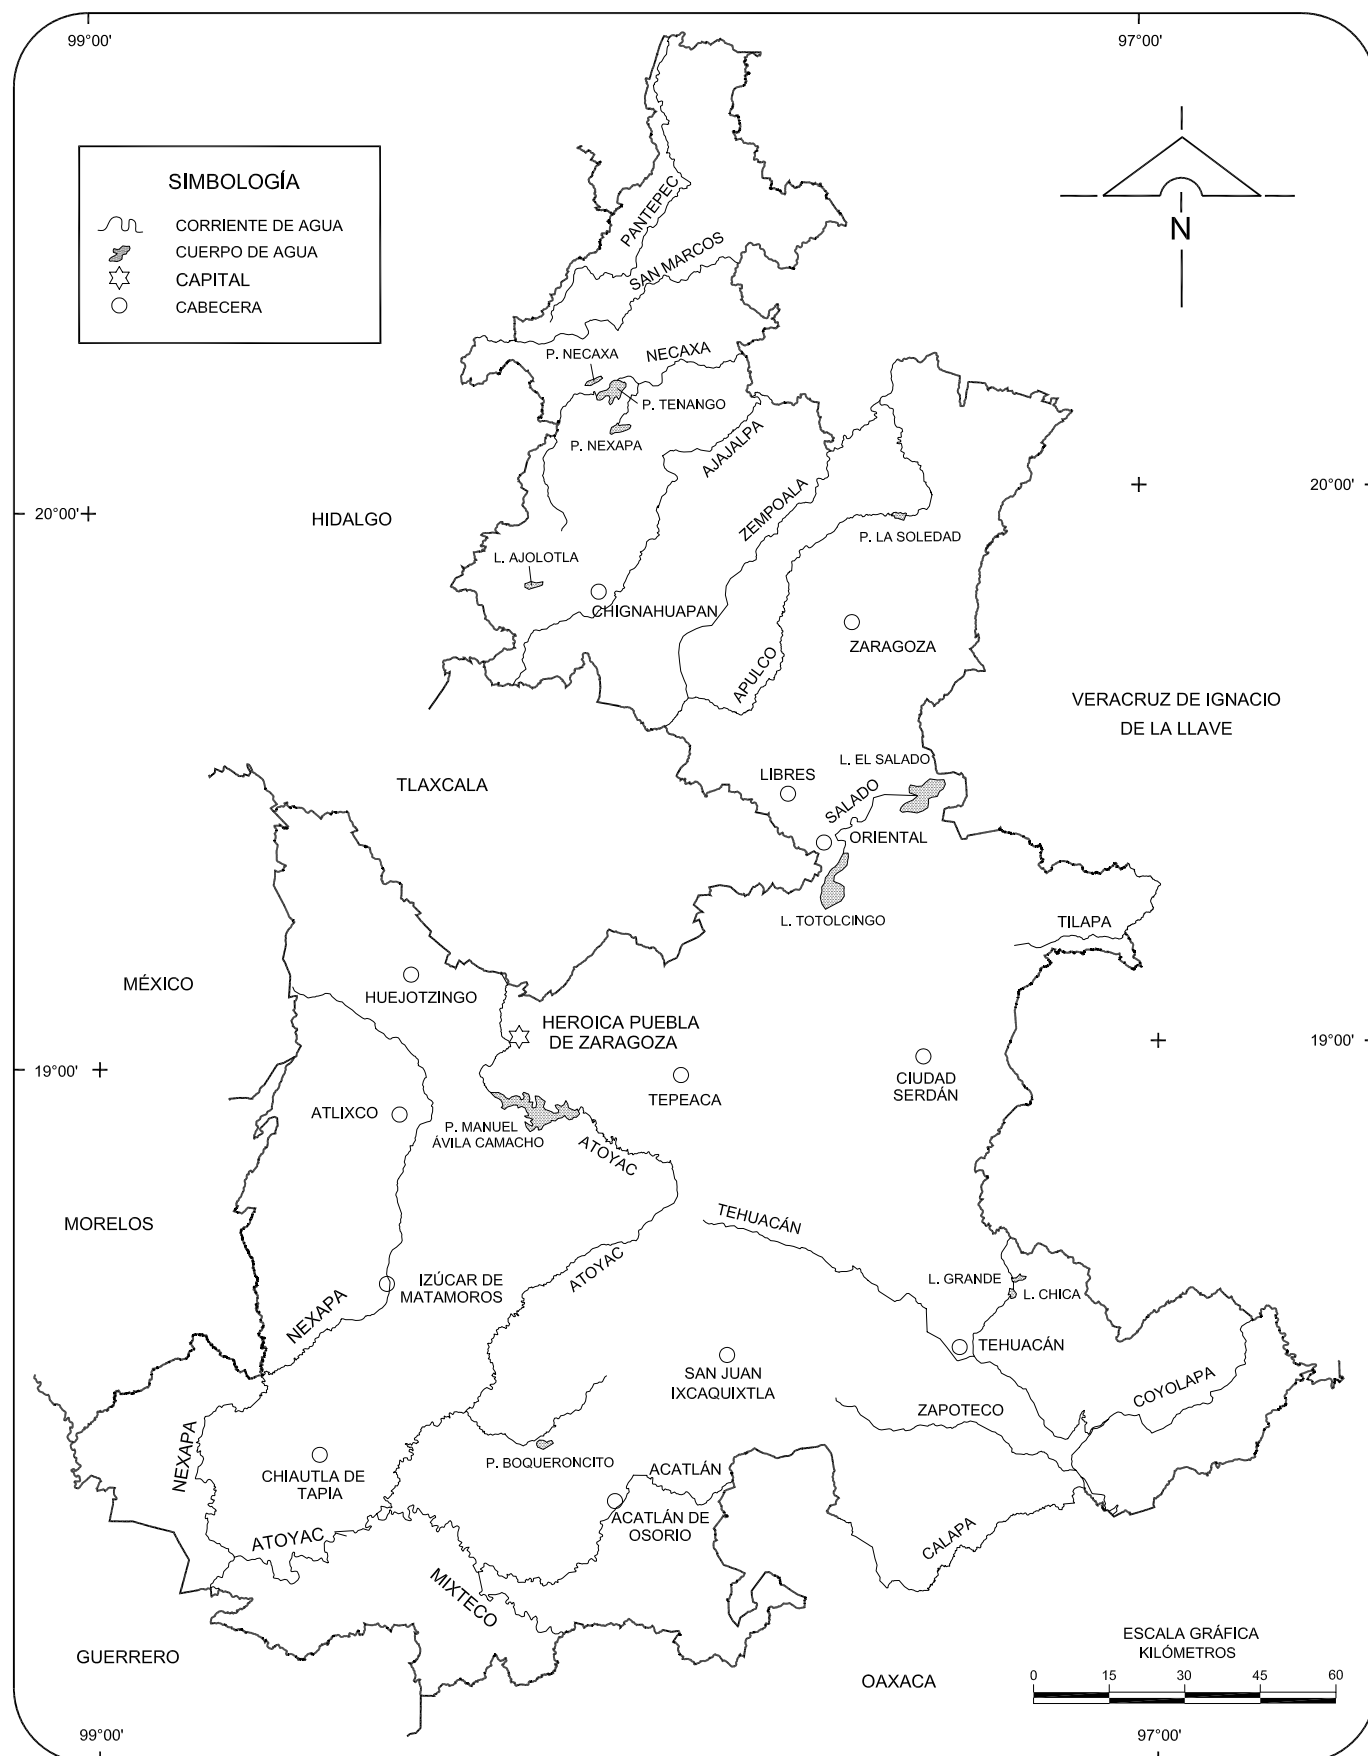 99°00'
97°00'
SIMBOLOGÍA
CORRIENTE DE AGUA
CUERPO DE AGUA
CAPITAL
CABECERA
N
PANTEPEC
SAN MARCOS
P. NECAXA
NECAXA
P. TENANGO
P. NEXAPA
AJAJALPA
ZEMPOALA
20°00'
20°00'
HIDALGO
P. LA SOLEDAD
L. AJOLOTLA
CHIGNAHUAPAN
ZARAGOZA
APULCO
VERACRUZ DE IGNACIO
DE LA LLAVE
TLAXCALA
LIBRES
L. EL SALADO
SALADO
ORIENTAL
L. TOTOLCINGO
TILAPA
MÉXICO
HUEJOTZINGO
HEROICA PUEBLA
DE ZARAGOZA
19°00'
19°00'
TEPEACA
CIUDAD
SERDÁN
ATLIXCO
P. MANUEL
ÁVILA CAMACHO
ATOYAC
MORELOS
TEHUACÁN
ATOYAC
L. GRANDE
L. CHICA
IZÚCAR DE
MATAMOROS
NEXAPA
TEHUACÁN
SAN JUAN
IXCAQUIXTLA
COYOLAPA
ZAPOTECO
NEXAPA
P. BOQUERONCITO
ACATLÁN
CHIAUTLA DE
TAPIA
ACATLÁN DE
OSORIO
ATOYAC
CALAPA
MIXTECO
GUERRERO
OAXACA
ESCALA GRÁFICA
KILÓMETROS
0 15 30 45 60
99°00'
97°00'